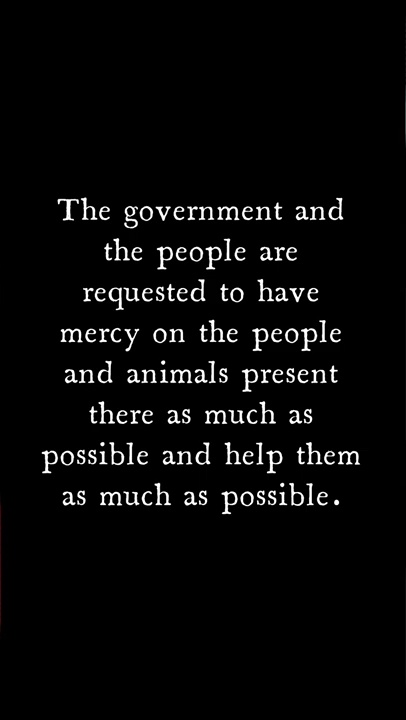 The government and
the people are
requested to have
mercy on the people
and animals present
there as much as
possible and help them
as much as possible.